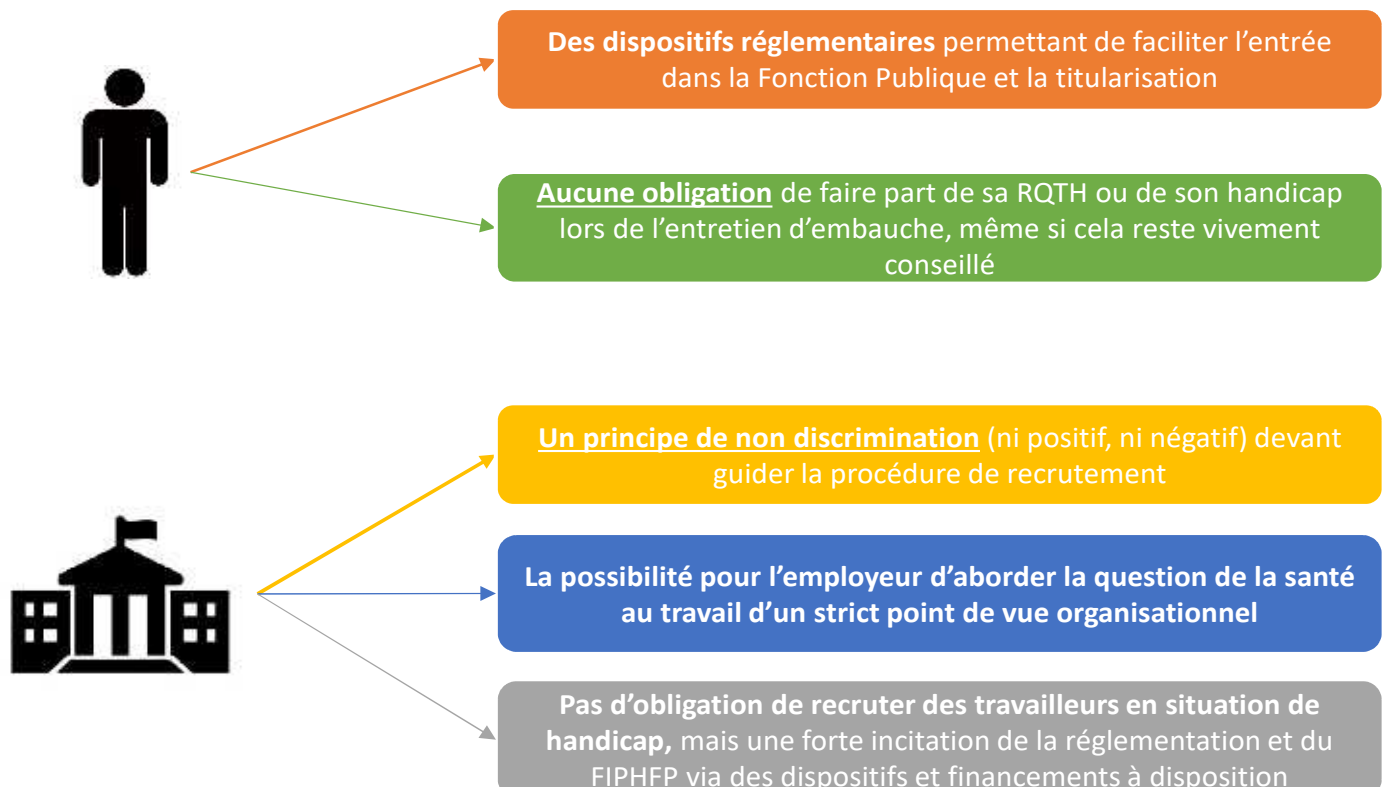 Des dispositifs réglementaires permettant de faciliter l’entrée
dans la Fonction Publique et la titularisation
Aucune obligation de faire part de sa RQTH ou de son handicap
lors de l’entretien d’embauche, même si cela reste vivement
conseillé
Un principe de non discrimination (ni positif, ni négatif) devant
guider la procédure de recrutement
La possibilité pour l’employeur d’aborder la question de la santé
au travail d’un strict point de vue organisationnel
Pas d’obligation de recruter des travailleurs en situation de
handicap, mais une forte incitation de la réglementation et du
FIPHFP via des dispositifs et financements à disposition